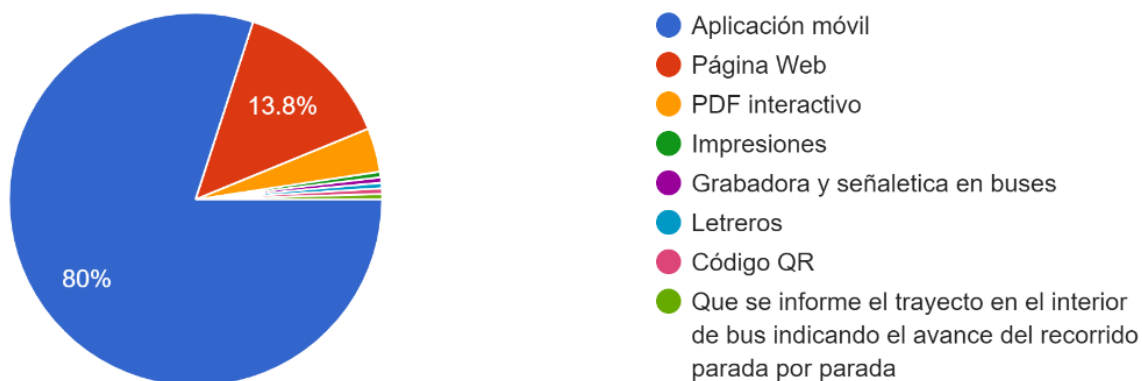 80%
13.8%
Aplicación móvil
Página Web
PDF interactivo
Impresiones
Grabadora y señaletica en buses
Letreros
Código QR
Que se informe el trayecto en el interior
de bus indicando el avance del recorrido
parada por parada